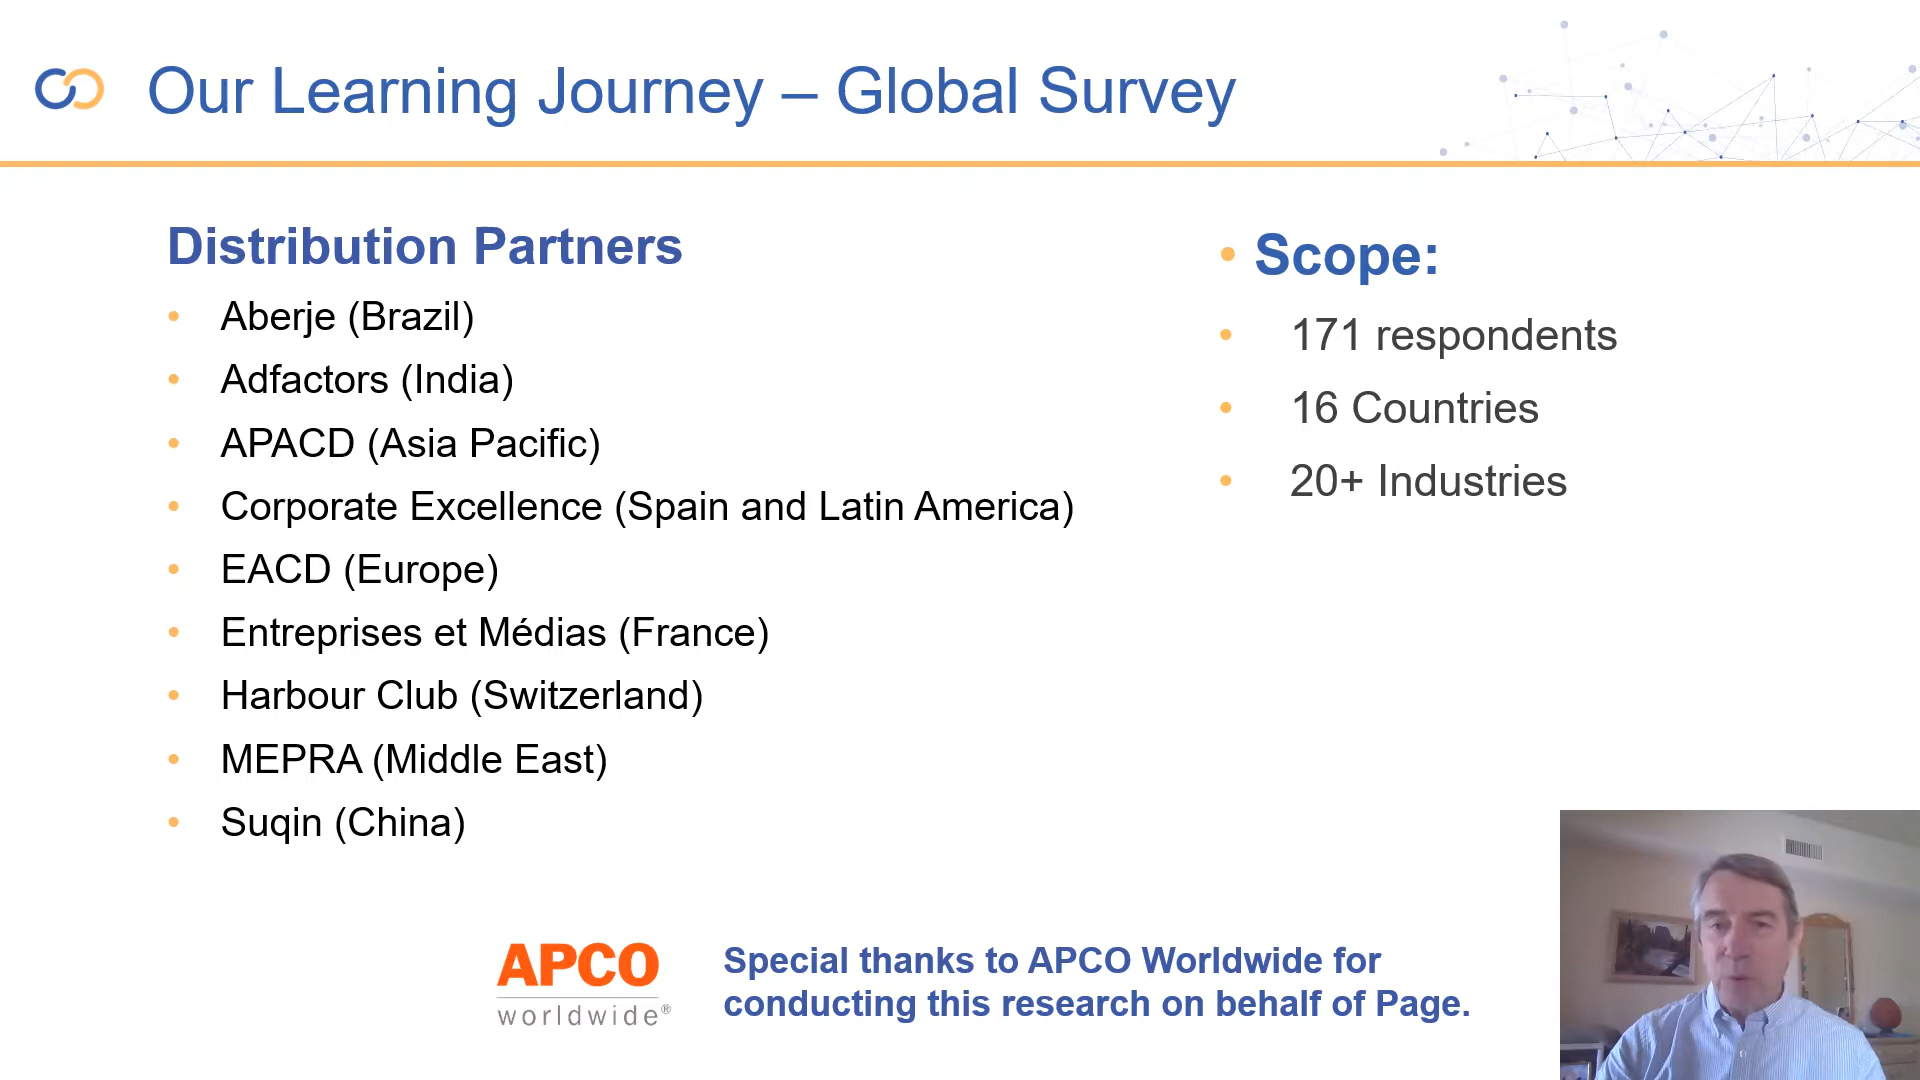 Our Learning Journey – Global Survey
Distribution Partners
• Aberje (Brazil)
• Adfactors (India)
• APACD (Asia Pacific)
• Corporate Excellence (Spain and Latin America)
• EACD (Europe)
• Entreprises et Médias (France)
• Harbour Club (Switzerland)
• MEPRA (Middle East)
• Suqin (China)
• Scope:
• 171 respondents
• 16 Countries
• 20+ Industries
APCO
worldwide®
Special thanks to APCO Worldwide for
conducting this research on behalf of Page.